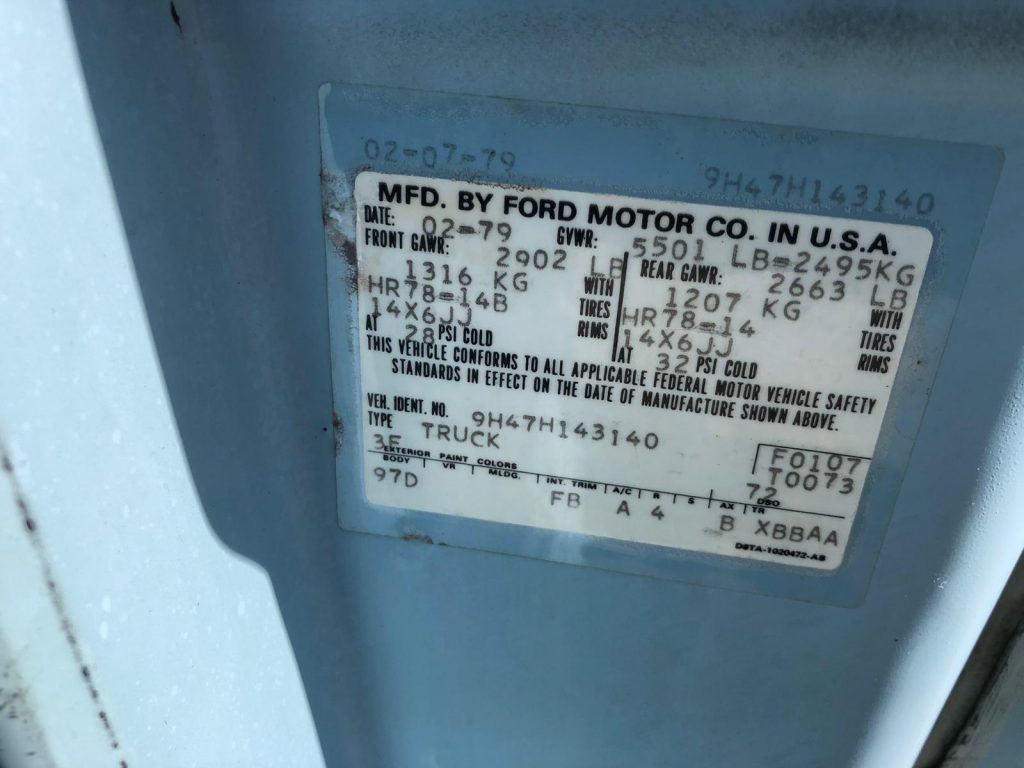 02-07-79 9H47H143140
MFD. BY FORD MOTOR CO. IN U.S.A.
DATE: 02-79 GVWR: 5501 LB=2495KG
FRONT GAWR: 2902 LB REAR GAWR: 2663 LB
1316 KG WITH 1207 KG WITH
HR78-14B TIRES HR78-14 TIRES
14X6JJ RIMS 14X6JJ RIMS
AT 28 PSI COLD AT 32 PSI COLD
THIS VEHICLE CONFORMS TO ALL APPLICABLE FEDERAL MOTOR VEHICLE SAFETY
STANDARDS IN EFFECT ON THE DATE OF MANUFACTURE SHOWN ABOVE.
VEH. IDENT. NO. 9H47H143140
TYPE TRUCK F0107
3E T0073
EXTERIOR PAINT COLORS 72 DSO
BODY VR MLDG. INT. TRIM A/C R S AX TR
97D FB A 4 B XBBAA
D8TA-1020472-AB